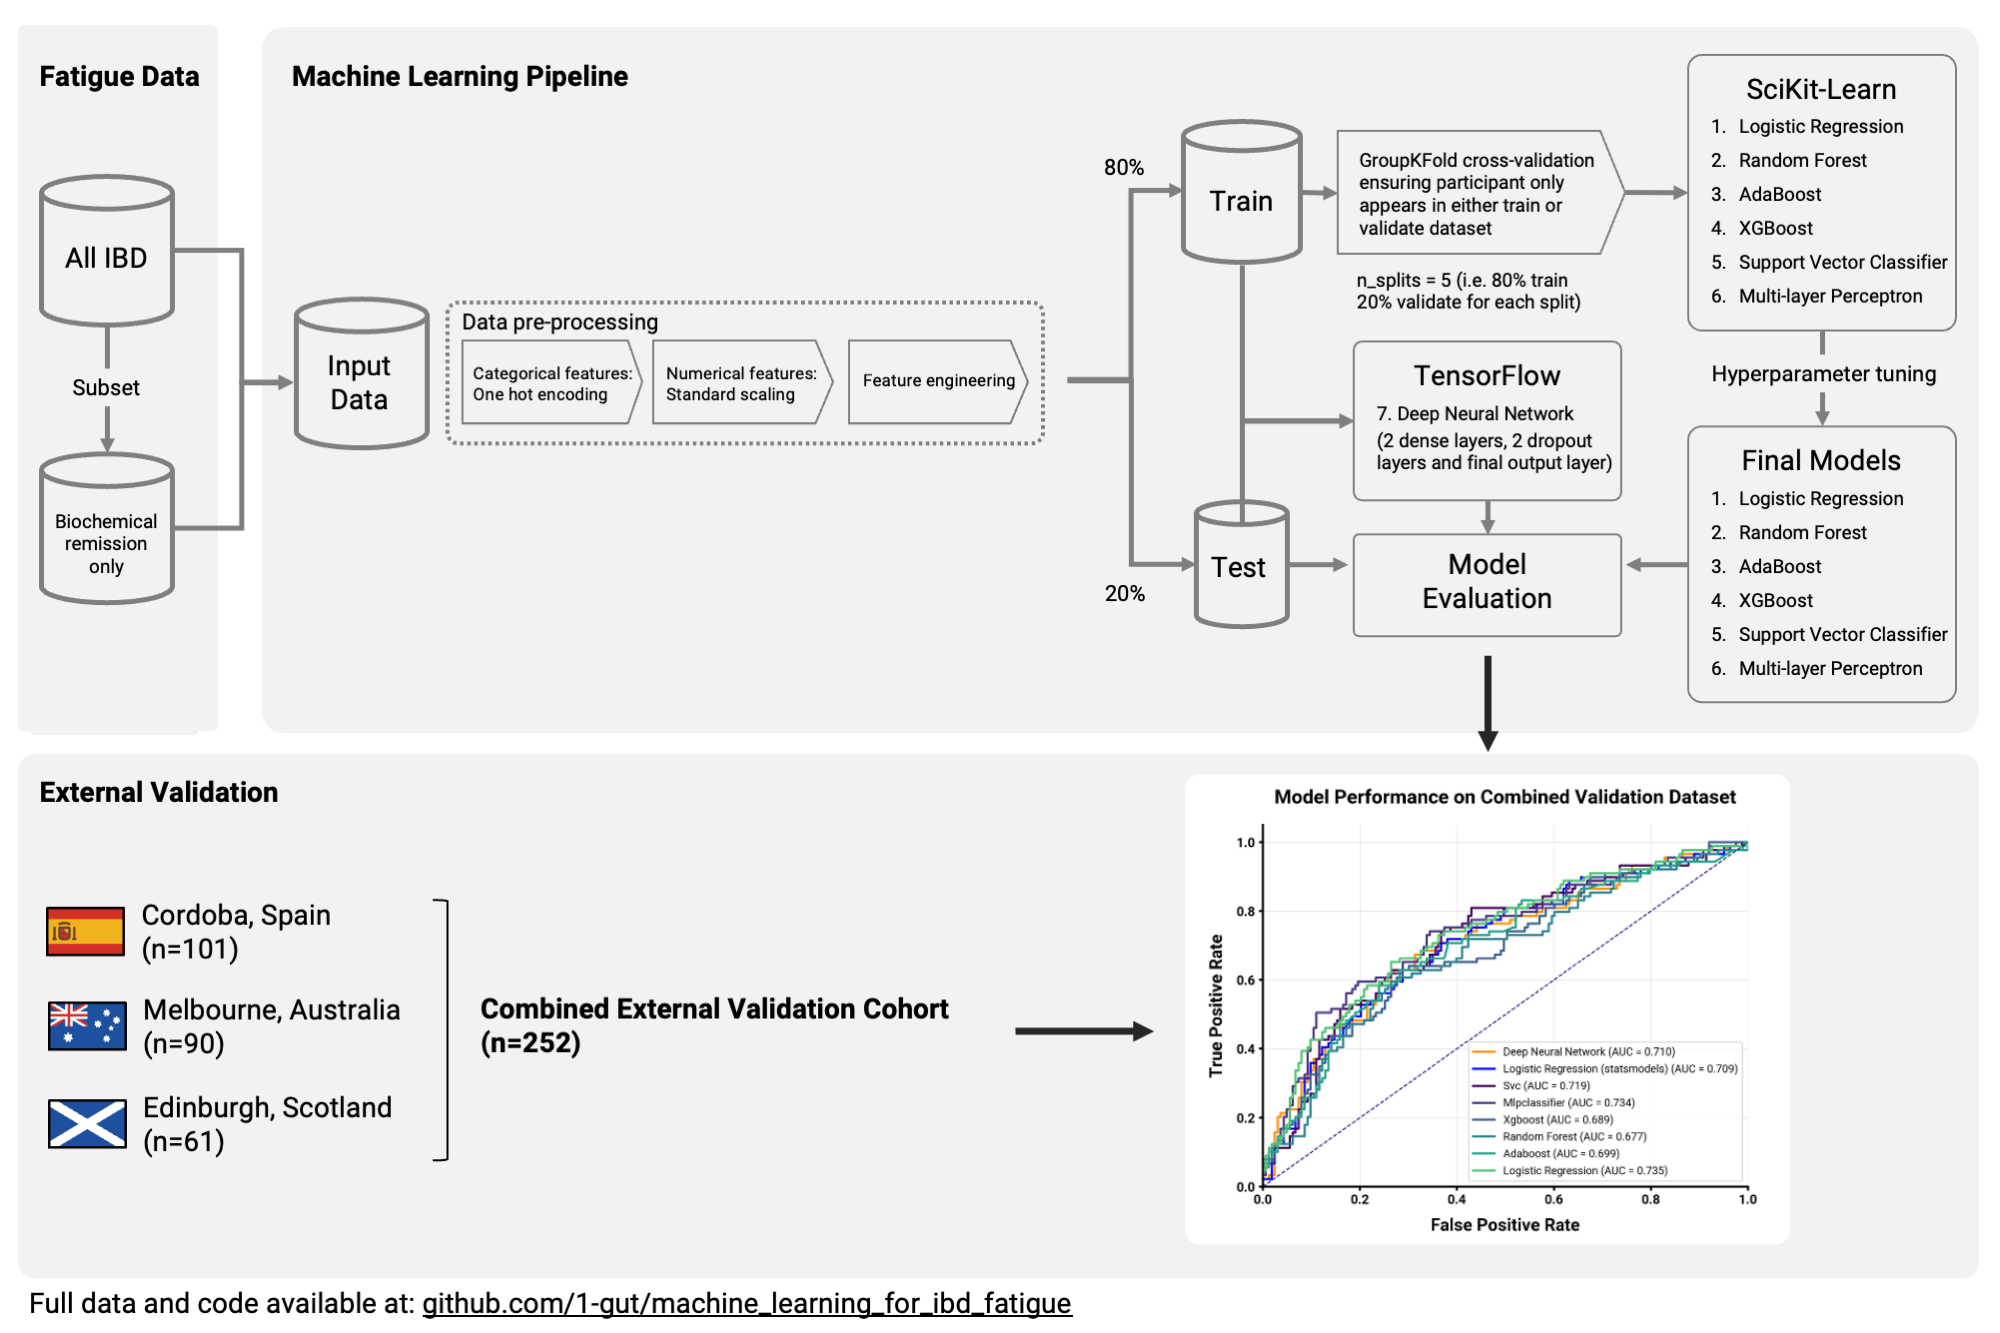 Fatigue Data
All IBD
Subset
Biochemical
remission
only
Machine Learning Pipeline
Input
Data
Data pre-processing
Categorical features:
One hot encoding
Numerical features:
Standard scaling
Feature engineering
80%
20%
Train
Test
GroupKFold cross-validation
ensuring participant only
appears in either train or
validate dataset
n_splits = 5 (i.e. 80% train
20% validate for each split)
TensorFlow
7. Deep Neural Network
(2 dense layers, 2 dropout
layers and final output layer)
Model
Evaluation
SciKit-Learn
1. Logistic Regression
2. Random Forest
3. AdaBoost
4. XGBoost
5. Support Vector Classifier
6. Multi-layer Perceptron
Hyperparameter tuning
Final Models
1. Logistic Regression
2. Random Forest
3. AdaBoost
4. XGBoost
5. Support Vector Classifier
6. Multi-layer Perceptron
External Validation
Cordoba, Spain
(n=101)
Melbourne, Australia
(n=90)
Edinburgh, Scotland
(n=61)
Combined External Validation Cohort
(n=252)
Model Performance on Combined Validation Dataset
True Positive Rate
1.0
0.8
0.6
0.4
0.2
0.0
Deep Neural Network (AUC = 0.710)
Logistic Regression (statsmodels) (AUC = 0.709)
Svc (AUC = 0.719)
Mlpclassifier (AUC = 0.734)
Xgboost (AUC = 0.689)
Random Forest (AUC = 0.677)
Adaboost (AUC = 0.699)
Logistic Regression (AUC = 0.735)
0.0 0.2 0.4 0.6 0.8 1.0
False Positive Rate
Full data and code available at: github.com/1-gut/machine_learning_for_ibd_fatigue